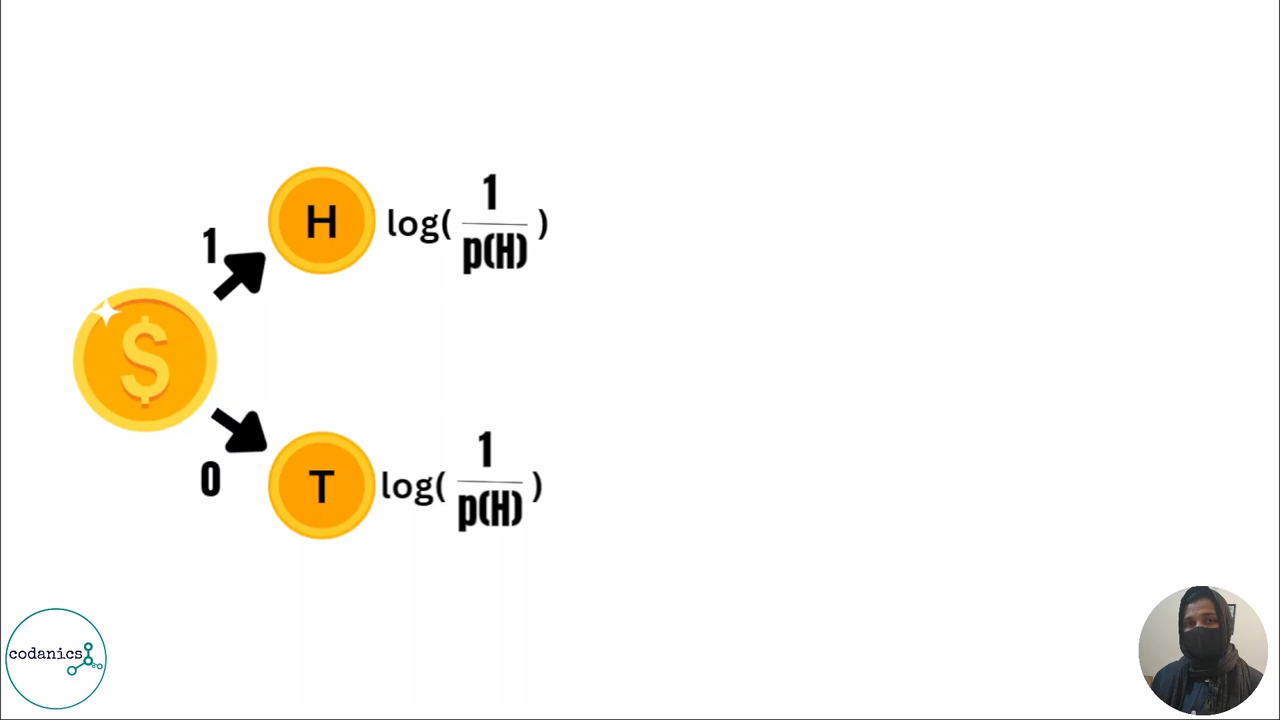 1
H
log( 1 / p(H) )
$
0
T
log( 1 / p(H) )
codanics